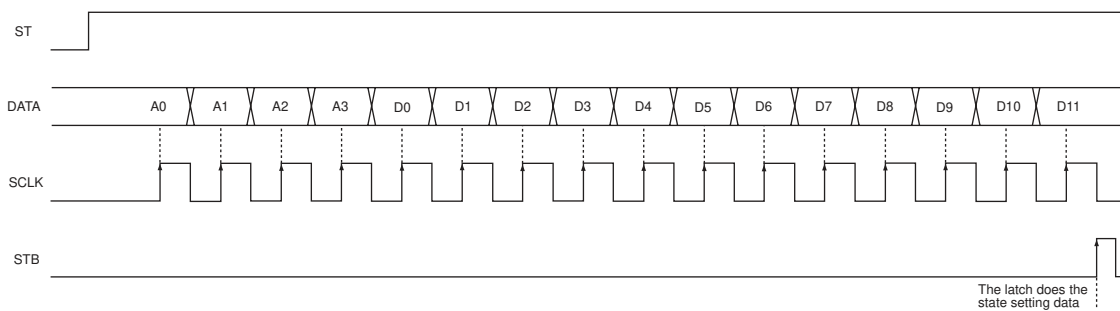 ST
DATA
A0 A1 A2 A3 D0 D1 D2 D3 D4 D5 D6 D7 D8 D9 D10 D11
SCLK
STB
The latch does the
state setting data